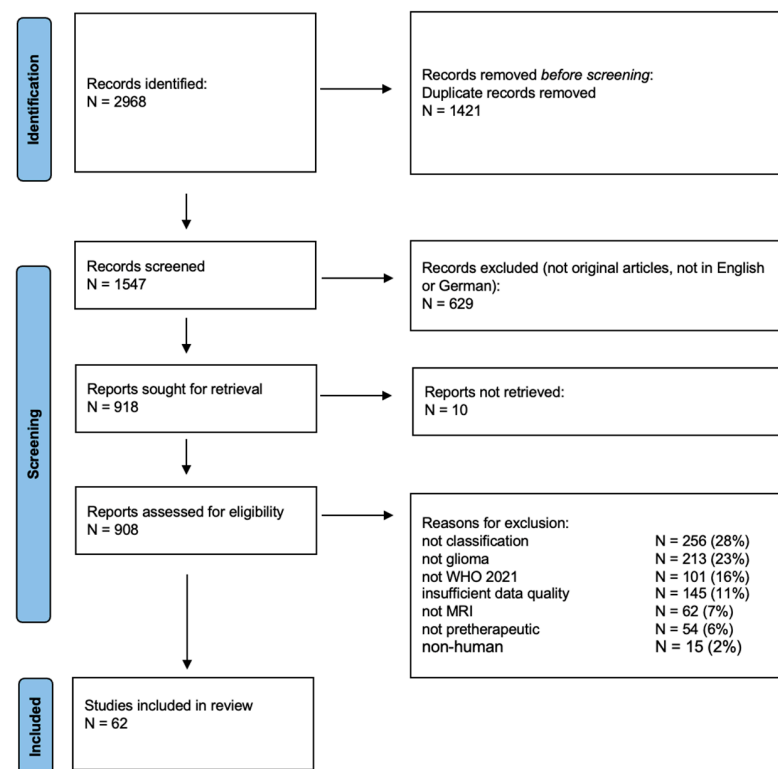 Identification
Records identified:
N = 2968
Records removed before screening:
Duplicate records removed
N = 1421
Screening
Records screened
N = 1547
Records excluded (not original articles, not in English
or German):
N = 629
Reports sought for retrieval
N = 918
Reports not retrieved:
N = 10
Reports assessed for eligibility
N = 908
Reasons for exclusion:
not classification N = 256 (28%)
not glioma N = 213 (23%)
not WHO 2021 N = 101 (16%)
insufficient data quality N = 145 (11%)
not MRI N = 62 (7%)
not pretherapeutic N = 54 (6%)
non-human N = 15 (2%)
Included
Studies included in review
N = 62